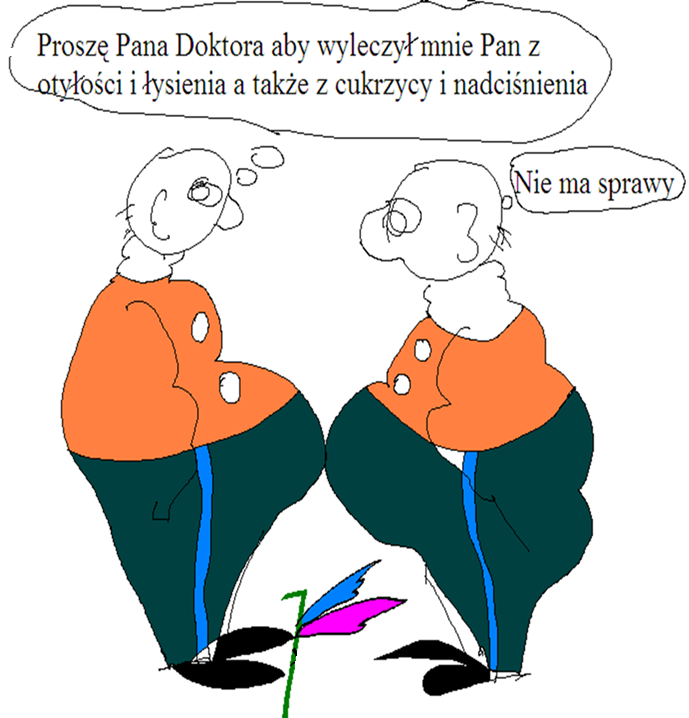 Proszę Pana Doktora aby wyleczył mnie Pan z
otyłości i łysienia a także z cukrzycy i nadciśnienia
Nie ma sprawy